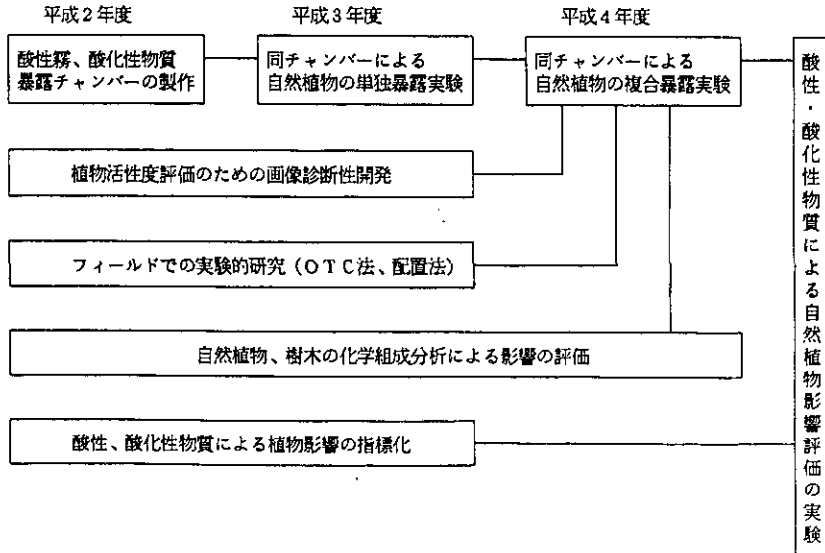 平成2年度
平成3年度
平成4年度
酸性霧、酸化性物質
暴露チャンバーの製作
同チャンバーによる
自然植物の単独暴露実験
同チャンバーによる
自然植物の複合暴露実験
植物活性度評価のための画像診断性開発
フィールドでの実験的研究（OTC法、配置法）
自然植物、樹木の化学組成分析による影響の評価
酸性、酸化性物質による植物影響の指標化
酸性・酸化性物質による自然植物影響評価の実験